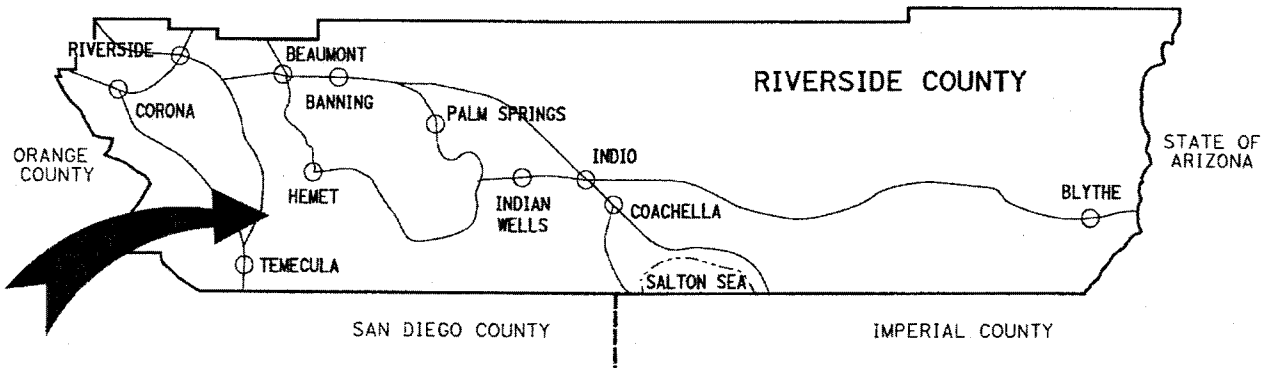 RIVERSIDE
BEAUMONT
RIVERSIDE COUNTY
CORONA
BANNING
PALM SPRINGS
ORANGE
COUNTY
STATE OF
ARIZONA
HEMET
INDIO
INDIAN
WELLS
COACHELLA
BLYTHE
TEMECULA
SALTON SEA
SAN DIEGO COUNTY
IMPERIAL COUNTY